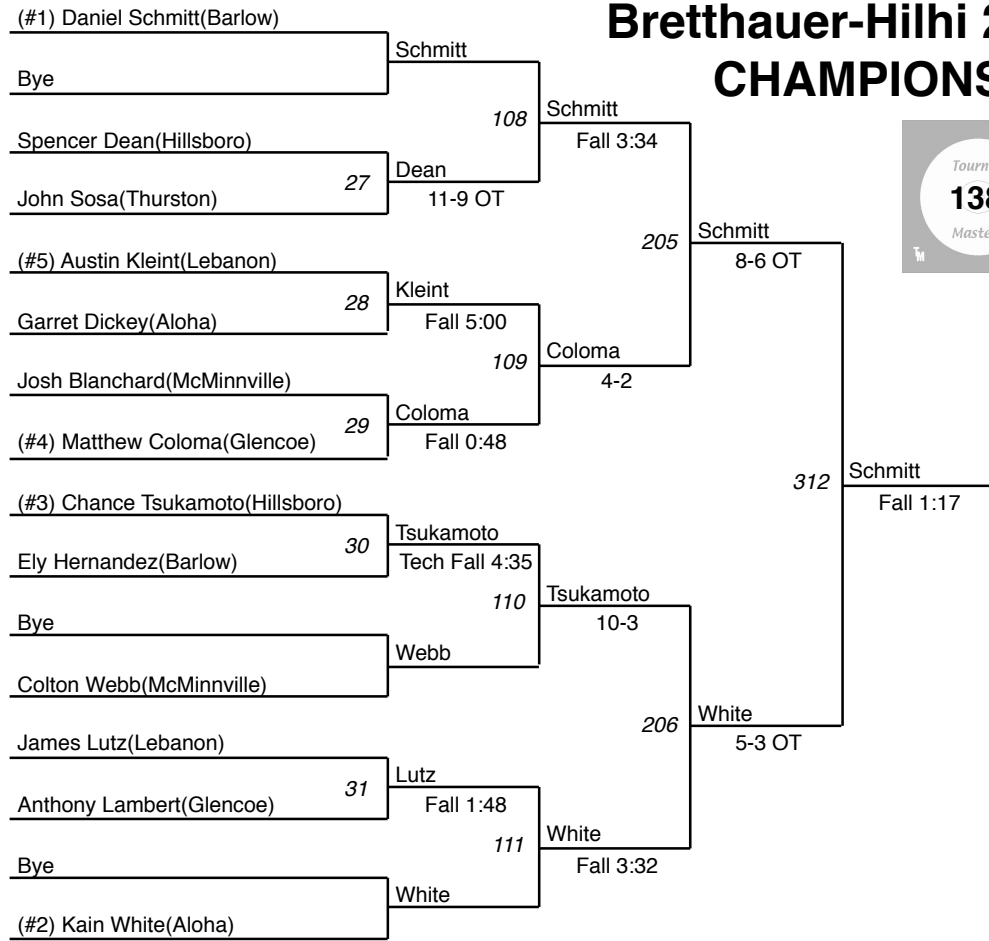 (#1) Daniel Schmitt(Barlow)
Bretthauer-Hilhi
CHAMPIONS
Schmitt
Bye
108
Schmitt
Fall 3:34
Spencer Dean(Hillsboro)
27
Dean
11-9 OT
John Sosa(Thurston)
138
TM
205
Schmitt
8-6 OT
(#5) Austin Kleint(Lebanon)
28
Kleint
Fall 5:00
Garret Dickey(Aloha)
109
Coloma
4-2
Josh Blanchard(McMinnville)
29
Coloma
Fall 0:48
(#4) Matthew Coloma(Glencoe)
312
Schmitt
Fall 1:17
(#3) Chance Tsukamoto(Hillsboro)
30
Tsukamoto
Tech Fall 4:35
Ely Hernandez(Barlow)
110
Tsukamoto
10-3
Bye
Webb
Colton Webb(McMinnville)
206
White
5-3 OT
James Lutz(Lebanon)
31
Lutz
Fall 1:48
Anthony Lambert(Glencoe)
111
White
Fall 3:32
Bye
White
(#2) Kain White(Aloha)